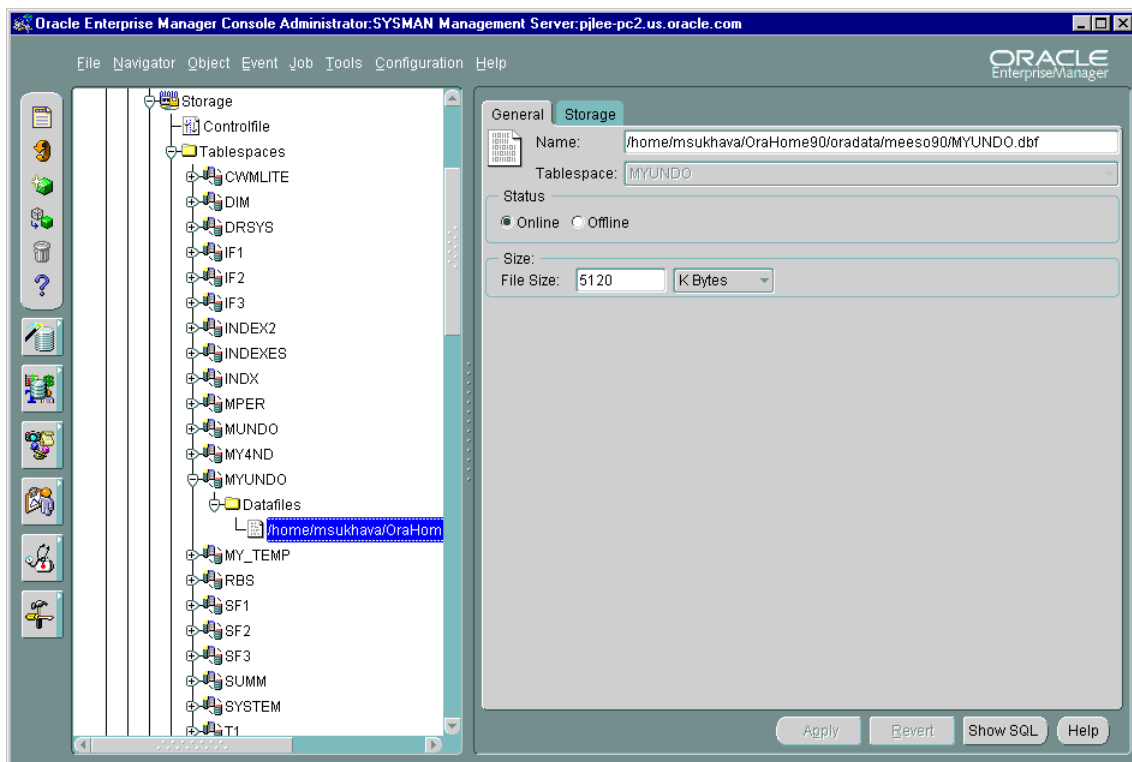 Oracle Enterprise Manager Console Administrator:SYSMAN Management Server:pjlee-pc2.us.oracle.com
File Navigator Object Event Job Tools Configuration Help
ORACLE
EnterpriseManager
Storage
Controlfile
Tablespaces
CWMLITE
DIM
DRSYS
IF1
IF2
IF3
INDEX2
INDEXES
INDX
MPER
MUNDO
MY4ND
MYUNDO
Datafiles
/home/msukhava/OraHom
MY_TEMP
RBS
SF1
SF2
SF3
SUMM
SYSTEM
T1
General Storage
Name: /home/msukhava/OraHome90/oradata/meeso90/MYUNDO.dbf
Tablespace: MYUNDO
Status
Online Offline
Size:
File Size: 5120 K Bytes
Apply Revert Show SQL Help